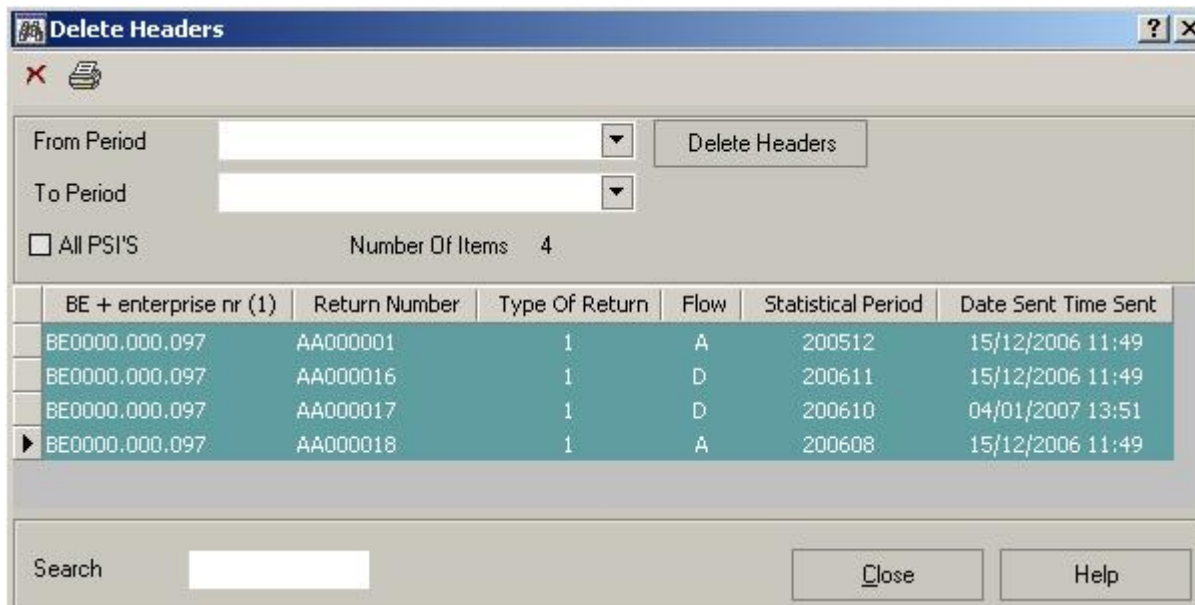 Delete Headers
From Period Delete Headers
To Period
All PSI'S Number Of Items 4
BE + enterprise nr (1) Return Number Type Of Return Flow Statistical Period Date Sent Time Sent
BE0000.000.097 AA000001 1 A 200512 15/12/2006 11:49
BE0000.000.097 AA000016 1 D 200611 15/12/2006 11:49
BE0000.000.097 AA000017 1 D 200610 04/01/2007 13:51
BE0000.000.097 AA000018 1 A 200608 15/12/2006 11:49
Search Close Help